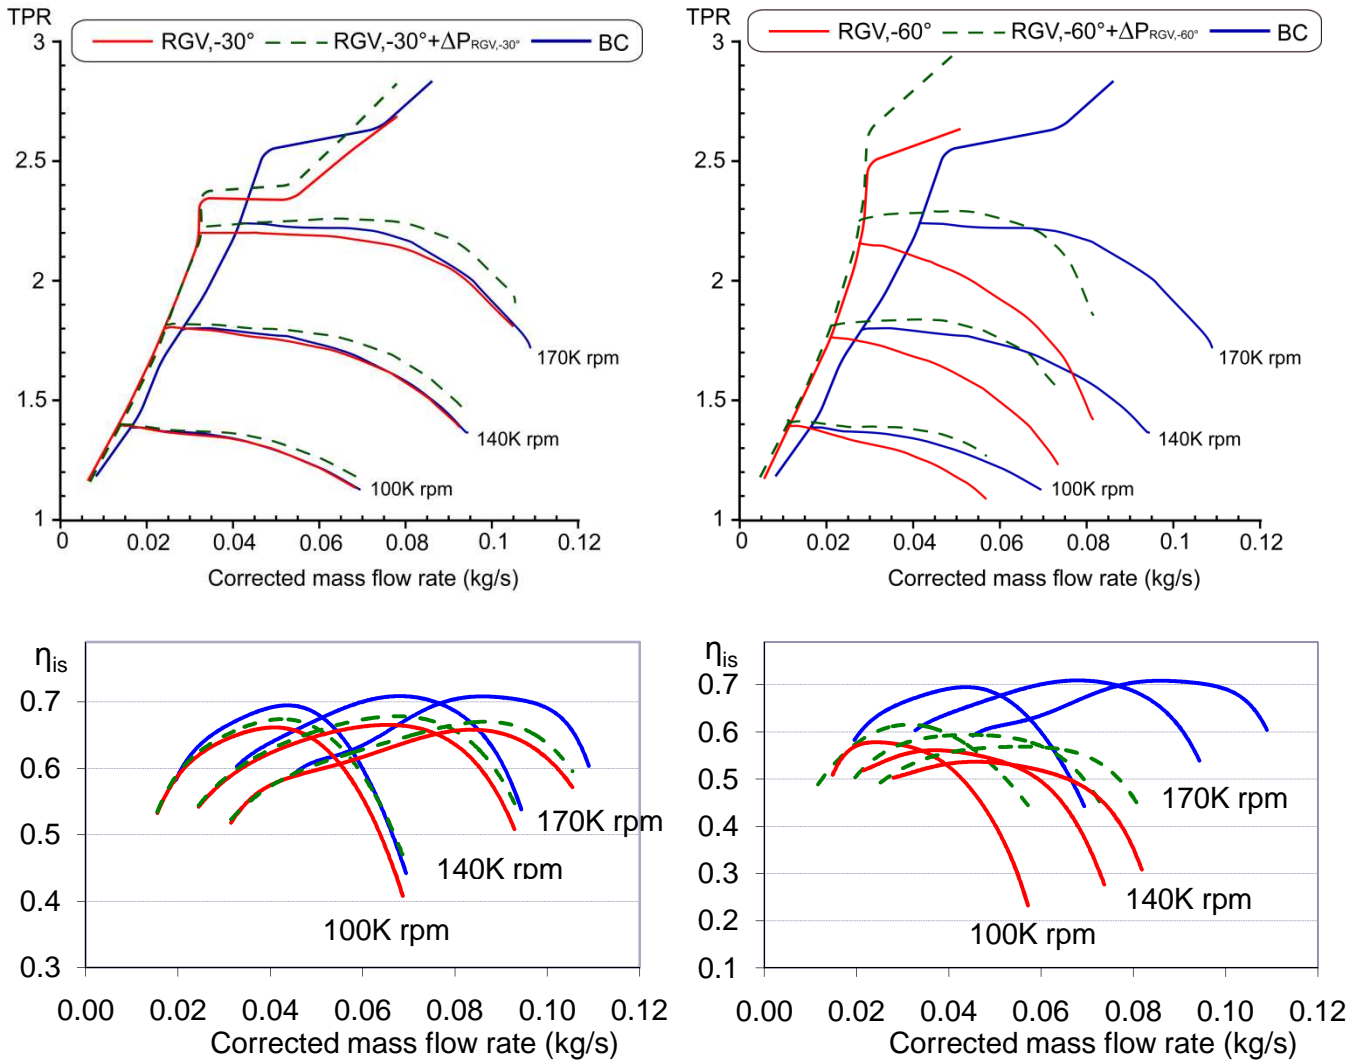 TPR
RGV,-30° RGV,-30°+ΔPRGV,-30° BC
3
2.5
2
1.5
1
170K rpm
140K rpm
100K rpm
0 0.02 0.04 0.06 0.08 0.1 0.12
Corrected mass flow rate (kg/s)
TPR
RGV,-60° RGV,-60°+ΔPRGV,-60° BC
3
2.5
2
1.5
1
170K rpm
140K rpm
100K rpm
0 0.02 0.04 0.06 0.08 0.1 0.12
Corrected mass flow rate (kg/s)
ηis
0.7
0.6
0.5
0.4
0.3
170K rpm
140K rpm
100K rpm
0.00 0.02 0.04 0.06 0.08 0.10 0.12
Corrected mass flow rate (kg/s)
ηis
0.7
0.6
0.5
0.4
0.3
0.2
0.1
170K rpm
140K rpm
100K rpm
0.00 0.02 0.04 0.06 0.08 0.10 0.12
Corrected mass flow rate (kg/s)